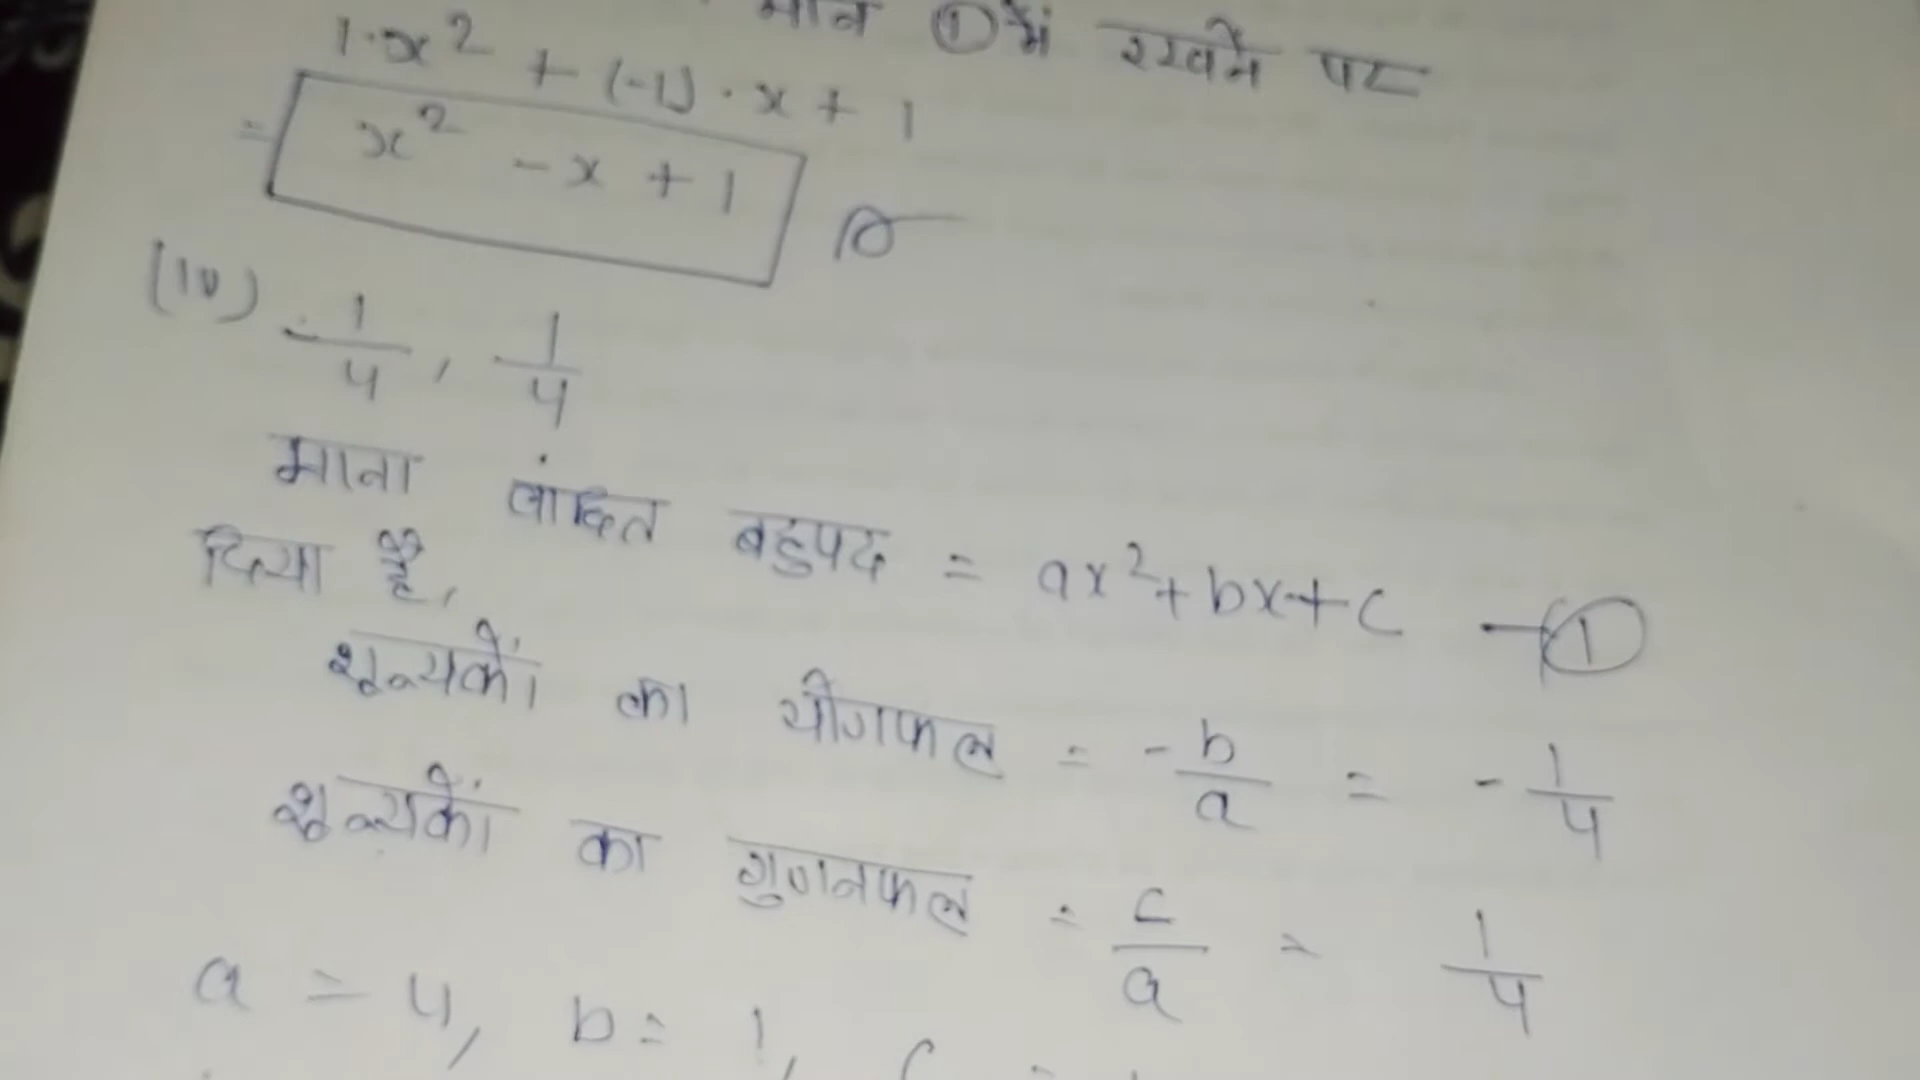 मान ① में रखने पर
1·x² + (-1)·x + 1
= x² - x + 1
(iv) -1/4, 1/4
माना वांछित बहुपद = ax² + bx + c —①
दिया है,
शून्यकों का योगफल = -b/a = -1/4
शून्यकों का गुणनफल = c/a = 1/4
a = 4, b = 1,